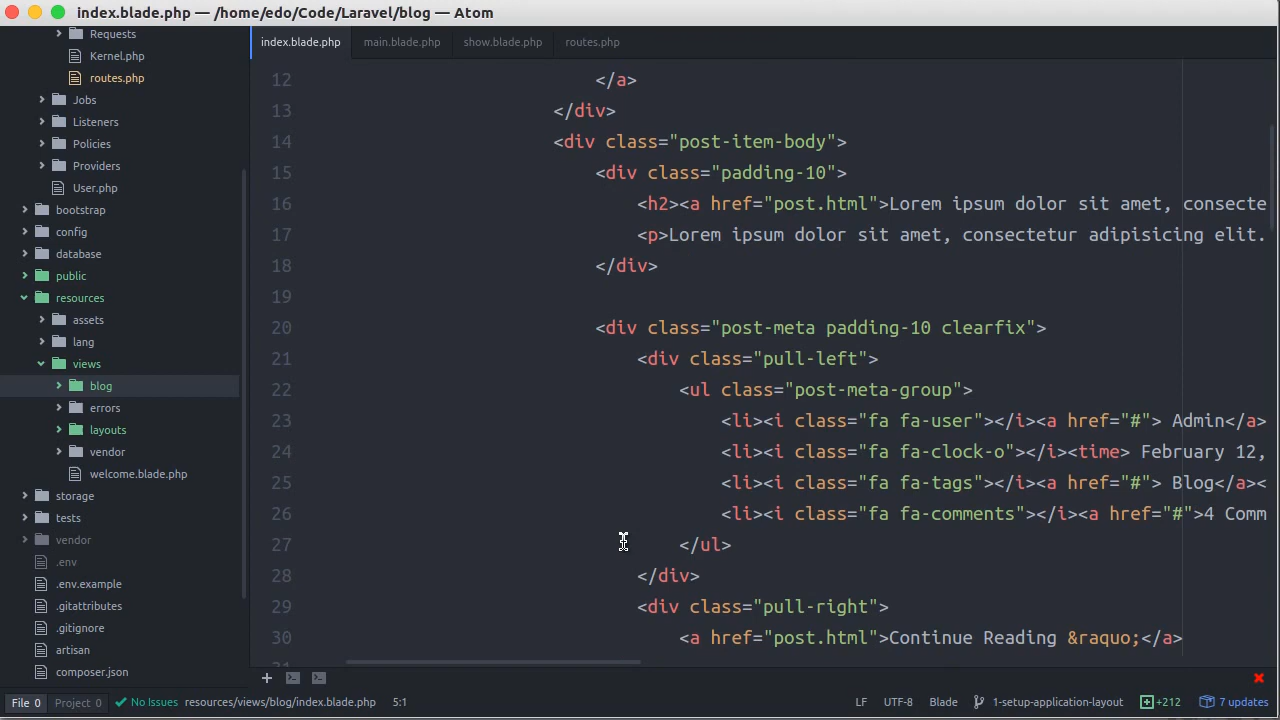 index.blade.php — /home/edo/Code/Laravel/blog — Atom
Requests
Kernel.php
routes.php
Jobs
Listeners
Policies
Providers
User.php
bootstrap
config
database
public
resources
assets
lang
views
blog
errors
layouts
vendor
welcome.blade.php
storage
tests
vendor
.env
.env.example
.gitattributes
.gitignore
artisan
composer.json
index.blade.php main.blade.php show.blade.php routes.php
12 </a>
13 </div>
14 <div class="post-item-body">
15 <div class="padding-10">
16 <h2><a href="post.html">Lorem ipsum dolor sit amet, consecte
17 <p>Lorem ipsum dolor sit amet, consectetur adipisicing elit.
18 </div>
19
20 <div class="post-meta padding-10 clearfix">
21 <div class="pull-left">
22 <ul class="post-meta-group">
23 <li><i class="fa fa-user"></i><a href="#"> Admin</a>
24 <li><i class="fa fa-clock-o"></i><time> February 12,
25 <li><i class="fa fa-tags"></i><a href="#"> Blog</a><
26 <li><i class="fa fa-comments"></i><a href="#">4 Comm
27 </ul>
28 </div>
29 <div class="pull-right">
30 <a href="post.html">Continue Reading &raquo;</a>
File 0 Project 0 No Issues resources/views/blog/index.blade.php 5:1 LF UTF-8 Blade 1-setup-application-layout +212 7 updates